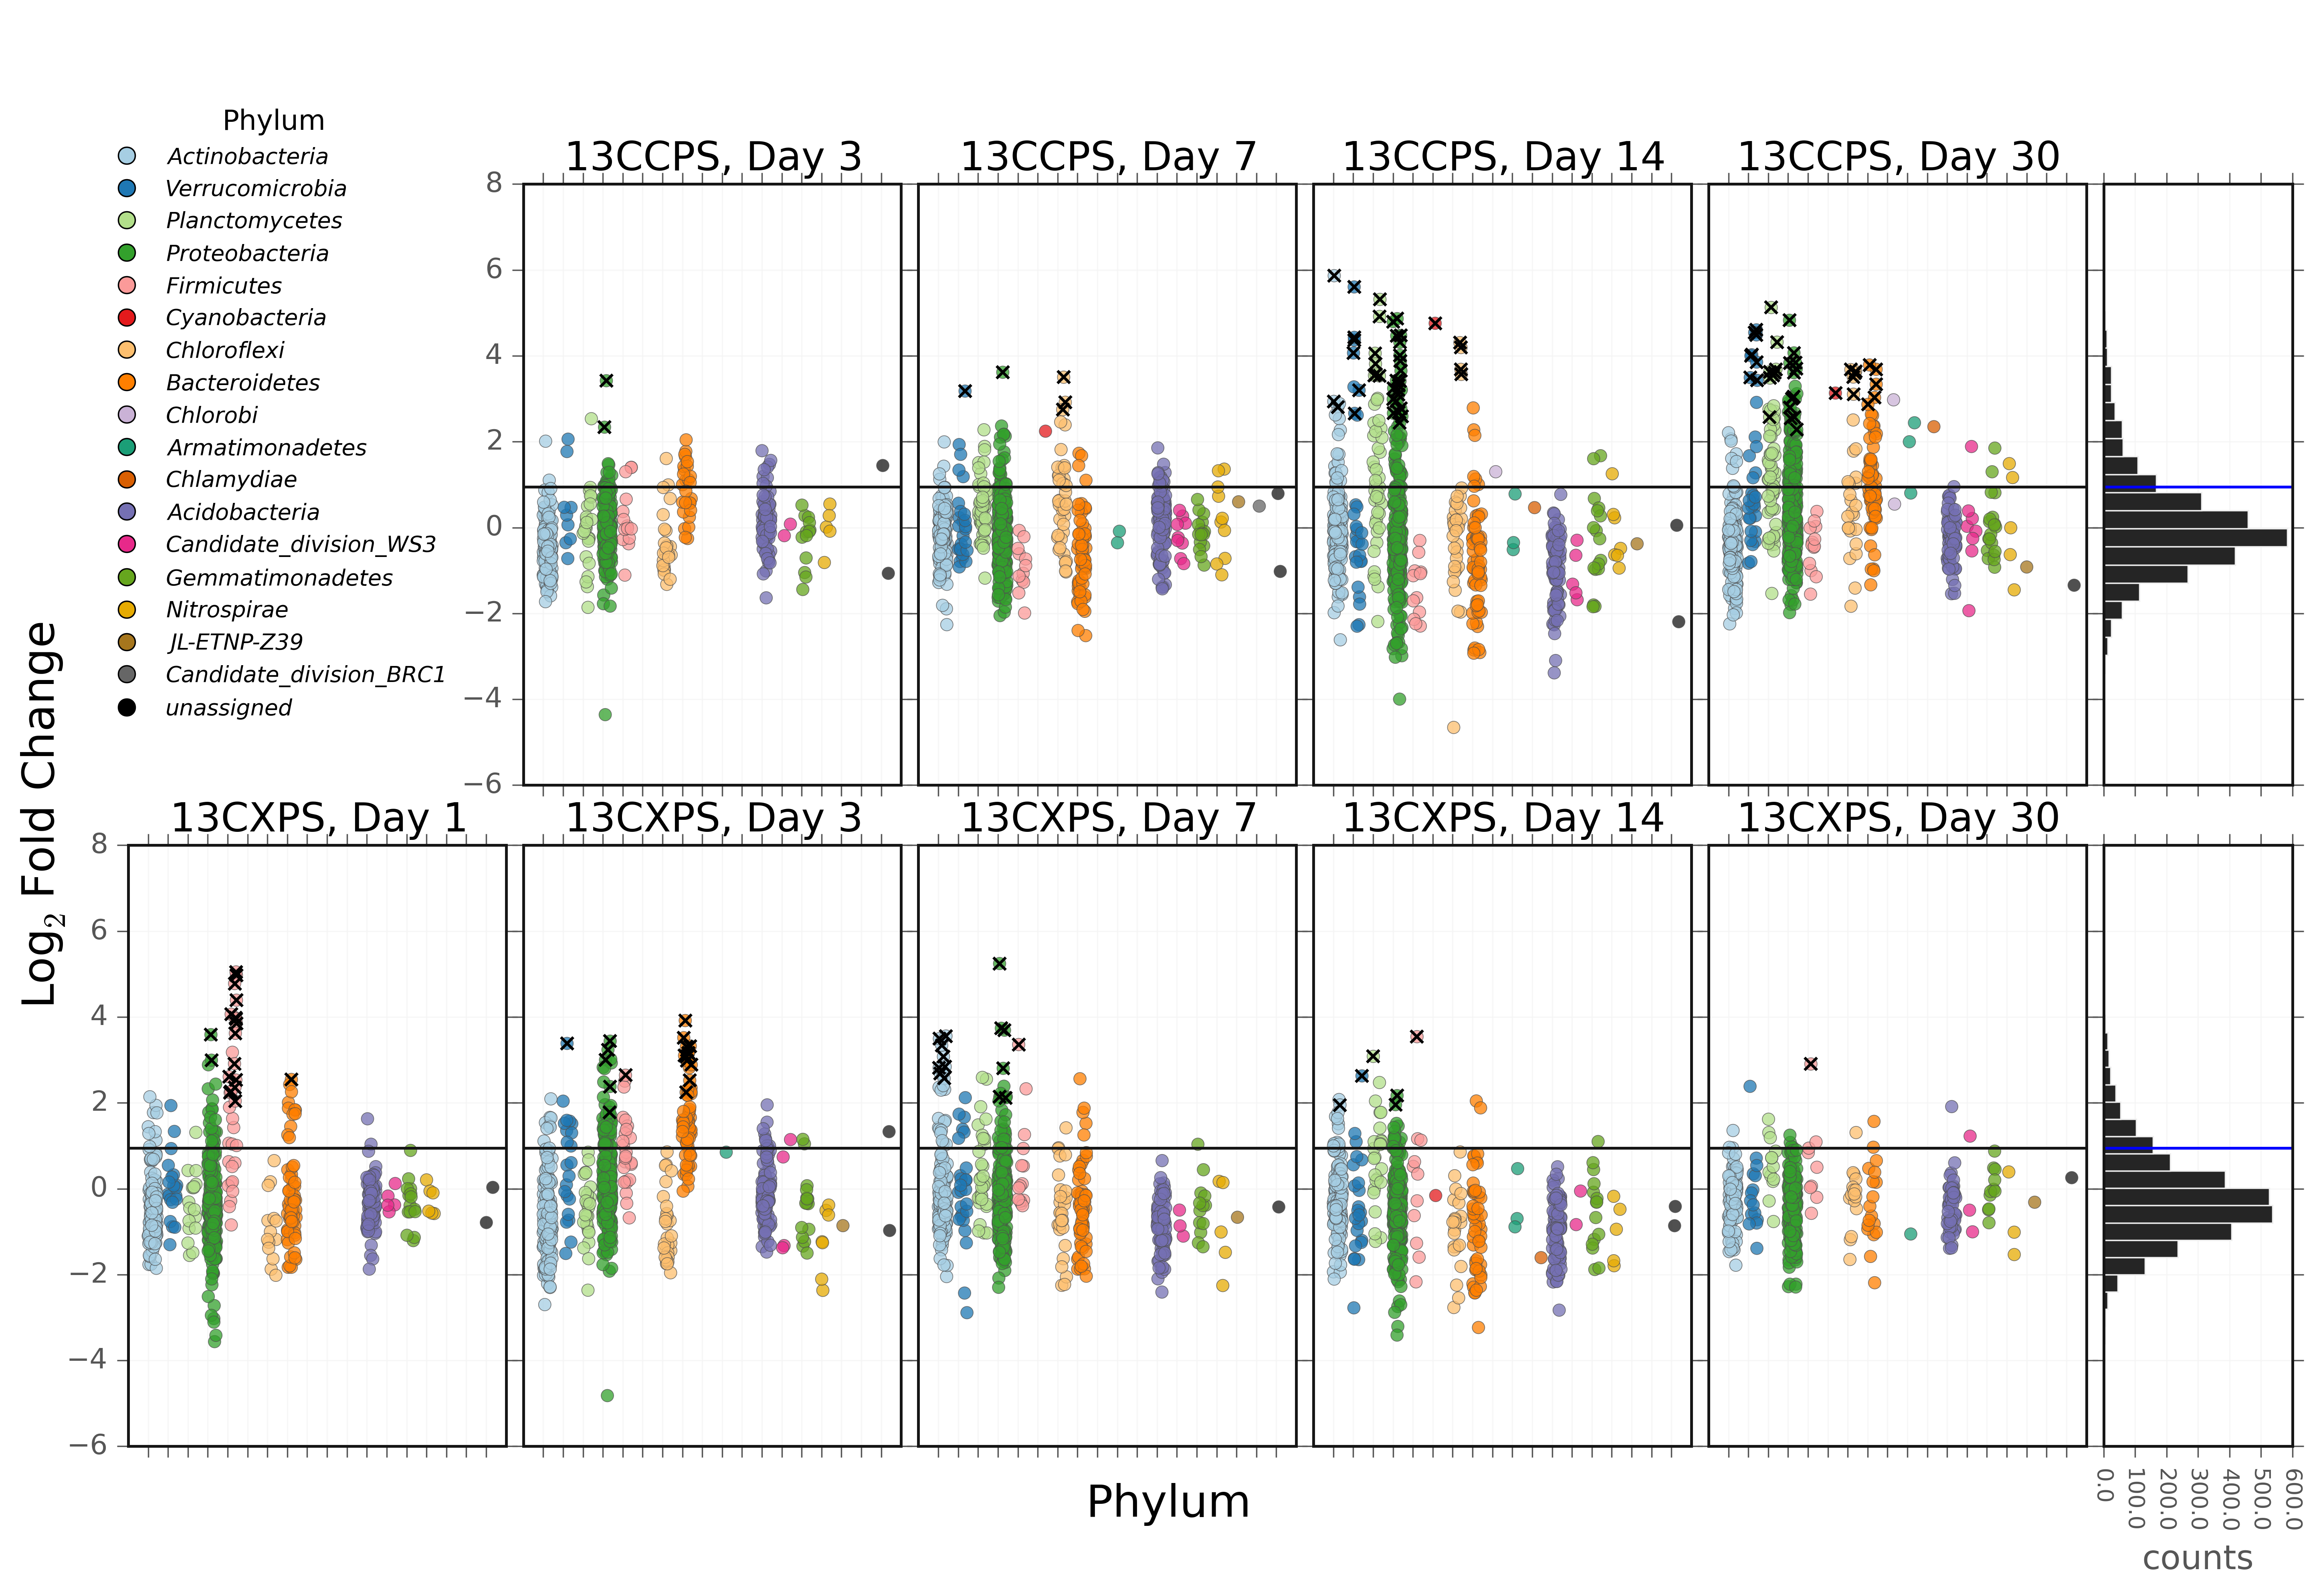 Phylum
Actinobacteria
Verrucomicrobia
Planctomycetes
Proteobacteria
Firmicutes
Cyanobacteria
Chloroflexi
Bacteroidetes
Chlorobi
Armatimonadetes
Chlamydiae
Acidobacteria
Candidate_division_WS3
Gemmatimonadetes
Nitrospirae
JL-ETNP-Z39
Candidate_division_BRC1
unassigned
13CCPS, Day 3
13CCPS, Day 7
13CCPS, Day 14
13CCPS, Day 30
8
6
4
2
0
−2
−4
−6
Log₂ Fold Change
13CXPS, Day 1
13CXPS, Day 3
13CXPS, Day 7
13CXPS, Day 14
13CXPS, Day 30
8
6
4
2
0
−2
−4
−6
Phylum
0.0
100.0
200.0
300.0
400.0
500.0
600.0
counts